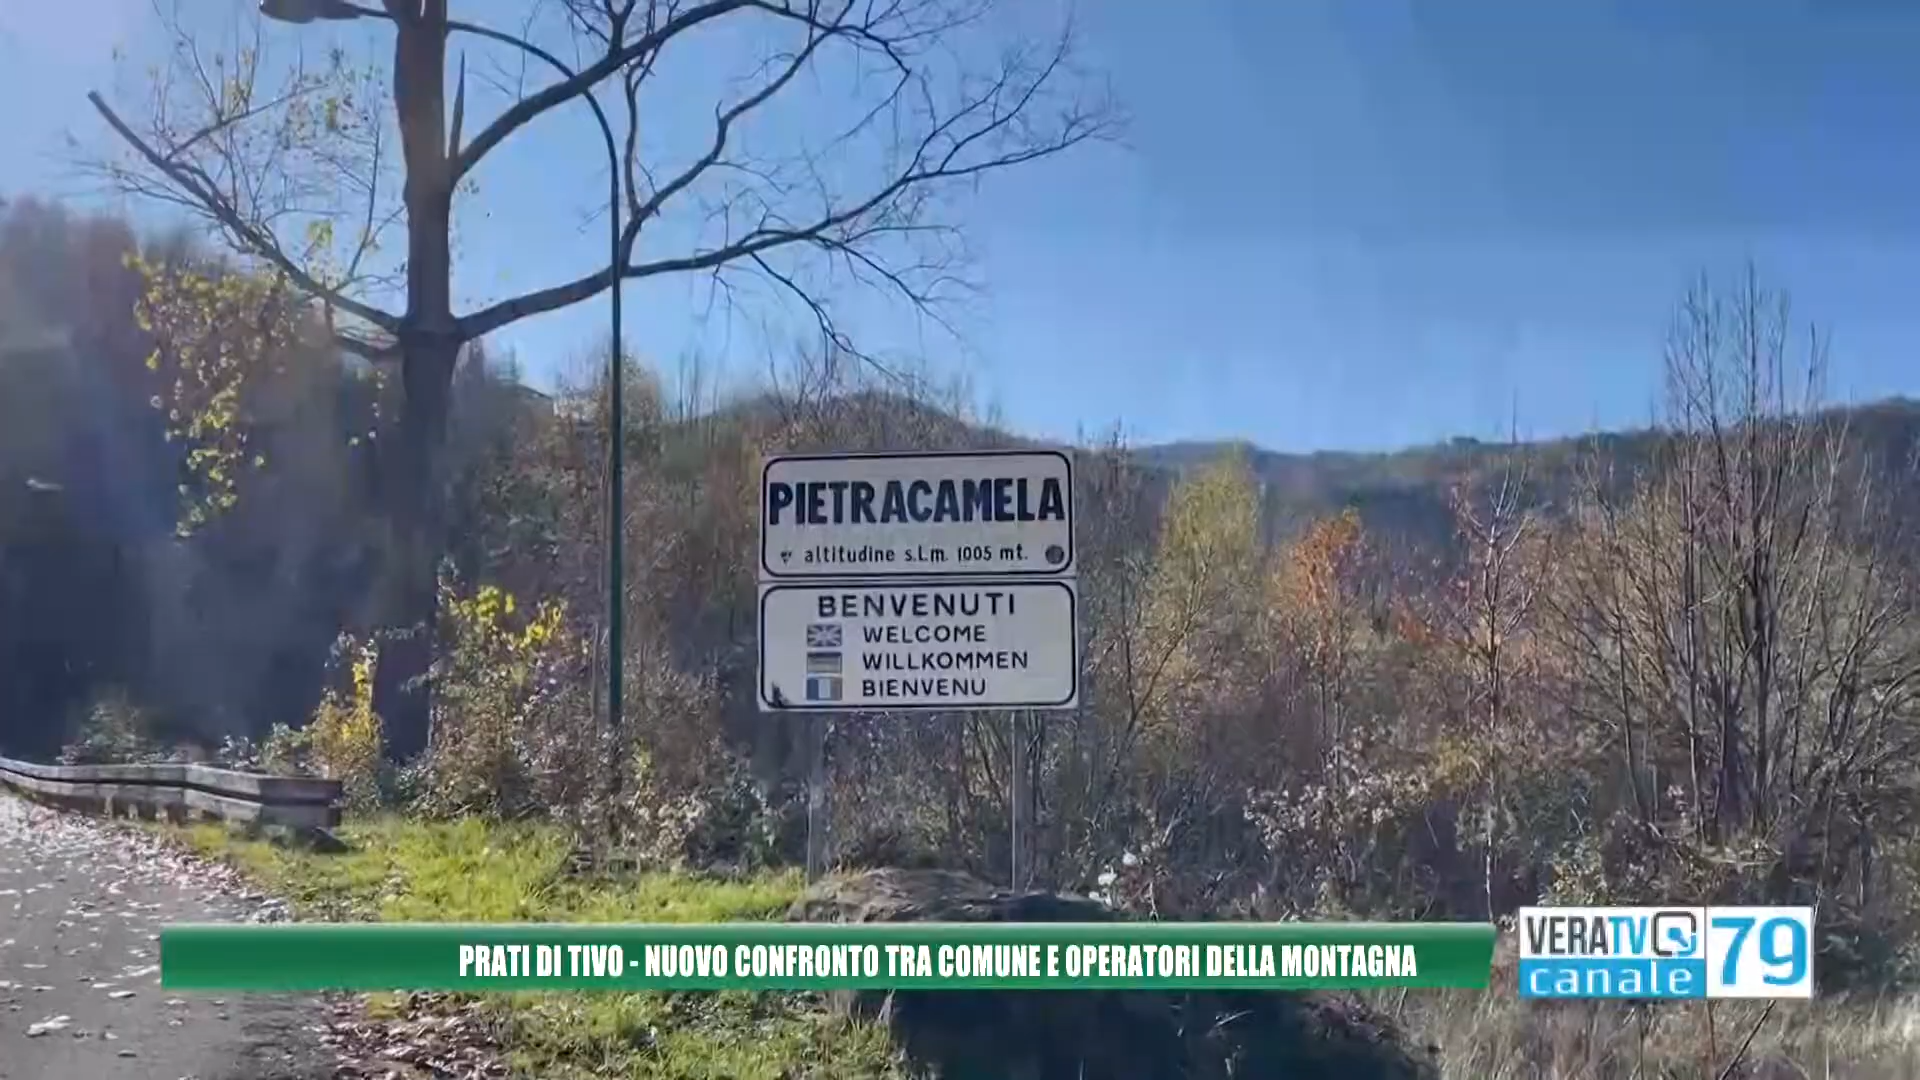 PIETRACAMELA
altitudine s.l.m. 1005 mt.
BENVENUTI
WELCOME
WILLKOMMEN
BIENVENU
PRATI DI TIVO - NUOVO CONFRONTO TRA COMUNE E OPERATORI DELLA MONTAGNA
VERATV
canale 79